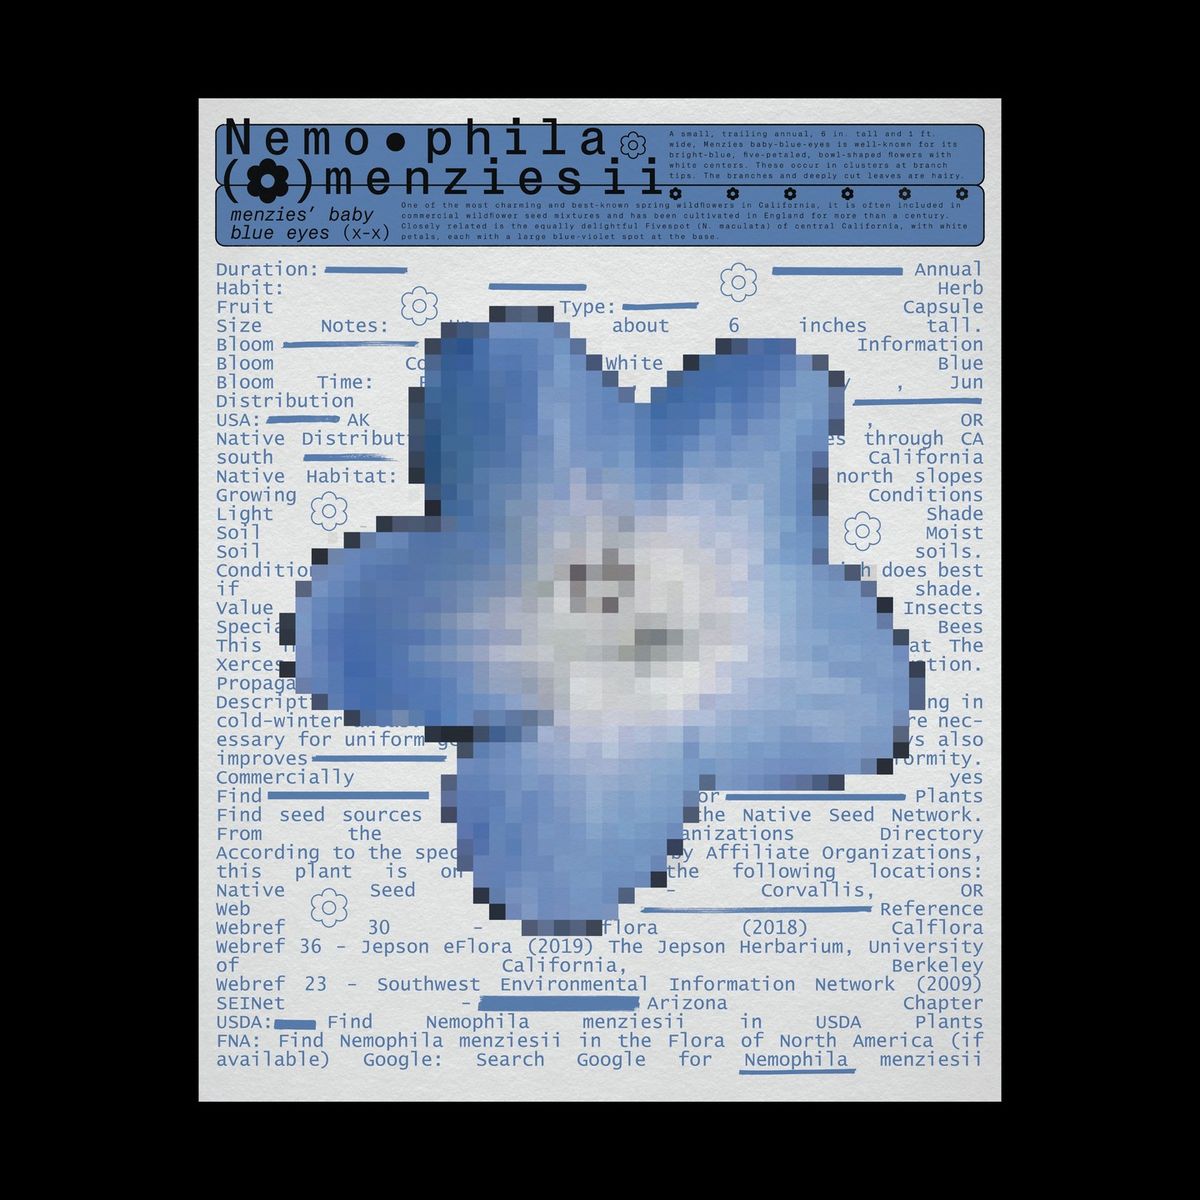 Nemo•phila
( )menziesii
A small, trailing annual, 6 in. tall and 1 ft.
wide, Menzies baby-blue-eyes is well-known for its
bright-blue, five-petaled, bowl-shaped flowers with
white centers. These occur in clusters at branch
tips. The branches and deeply cut leaves are hairy.
menzies’ baby
blue eyes (x-x)
One of the most charming and best-known spring wildflowers in California, it is often included in
commercial wildflower seed mixtures and has been cultivated in England for more than a century.
Closely related is the equally delightful Fivespot (N. maculata) of central California, with white
petals, each with a large blue-violet spot at the base.
Duration: Annual
Habit: Herb
Fruit Type: Capsule
Size Notes: about 6 inches tall.
Bloom Information
Bloom White Blue
Bloom Time: , Jun
Distribution
USA: AK , OR
Native through CA
south California
Native Habitat: north slopes
Growing Conditions
Light Shade
Soil Moist
Soil soils.
does best
if shade.
Value Insects
Bees
This at The
Propaga
ing in
cold-winter are nec-
essary for uniform also
improves
Commercially yes
Find or Plants
Find seed sources the Native Seed Network.
From the Directory
According to the by Affiliate Organizations,
this plant is on the following locations:
Native Seed - Corvallis, OR
Web Reference
Webref 30 - (2018) Calflora
Webref 36 - Jepson eFlora (2019) The Jepson Herbarium, University
of California, Berkeley
Webref 23 - Southwest Environmental Information Network (2009)
SEINet - Arizona Chapter
USDA: Find Nemophila menziesii in USDA Plants
FNA: Find Nemophila menziesii in the Flora of North America (if
available) Google: Search Google for Nemophila menziesii